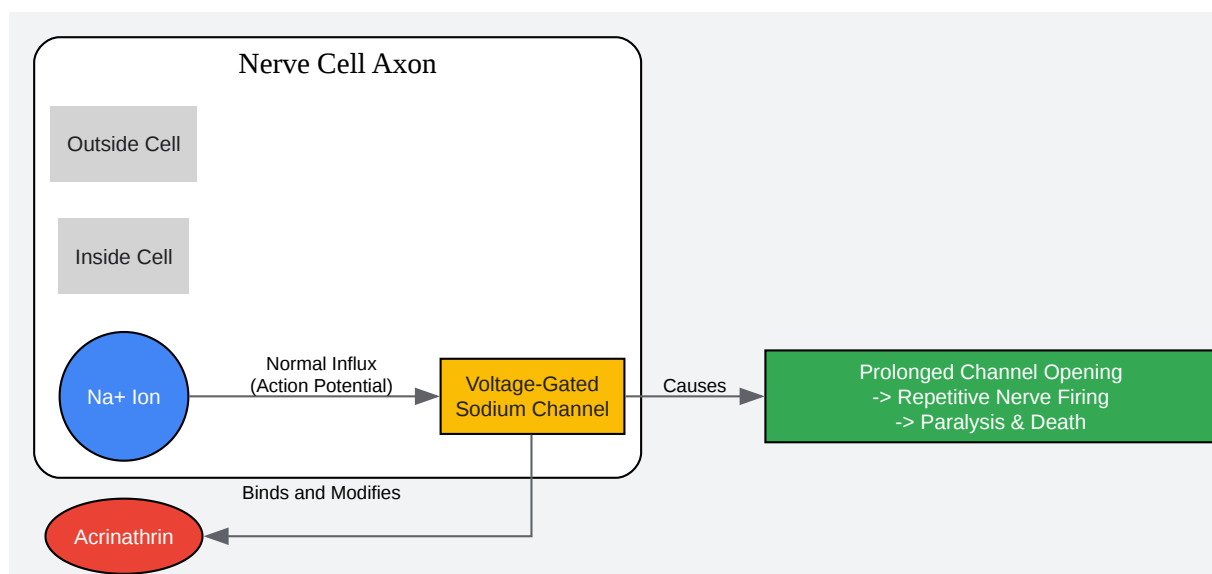 Nerve Cell Axon
Outside Cell
Inside Cell
Na+ Ion
Normal Influx
(Action Potential)
Voltage-Gated
Sodium Channel
Causes
Prolonged Channel Opening
-> Repetitive Nerve Firing
-> Paralysis & Death
Binds and Modifies
Acrinathrin